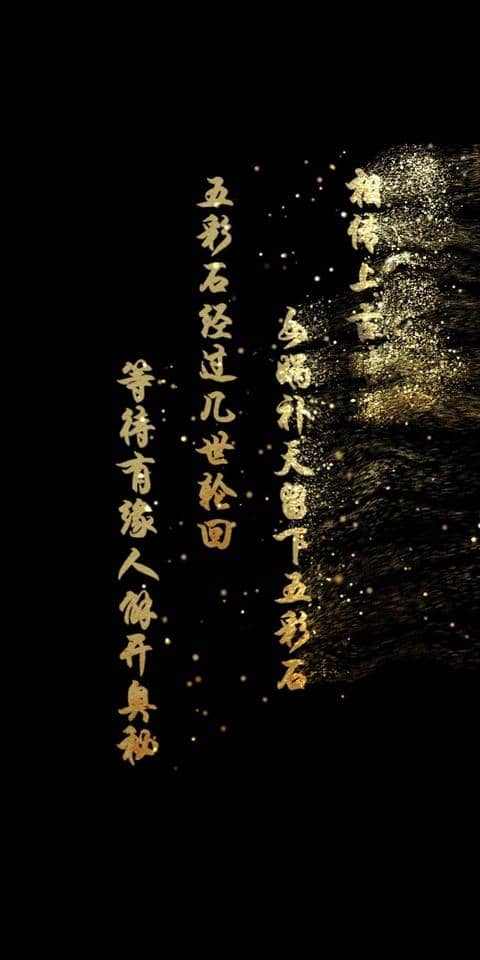 相传上古
女娲补天留下五彩石
五彩石经过几世轮回
等待有缘人解开奥秘